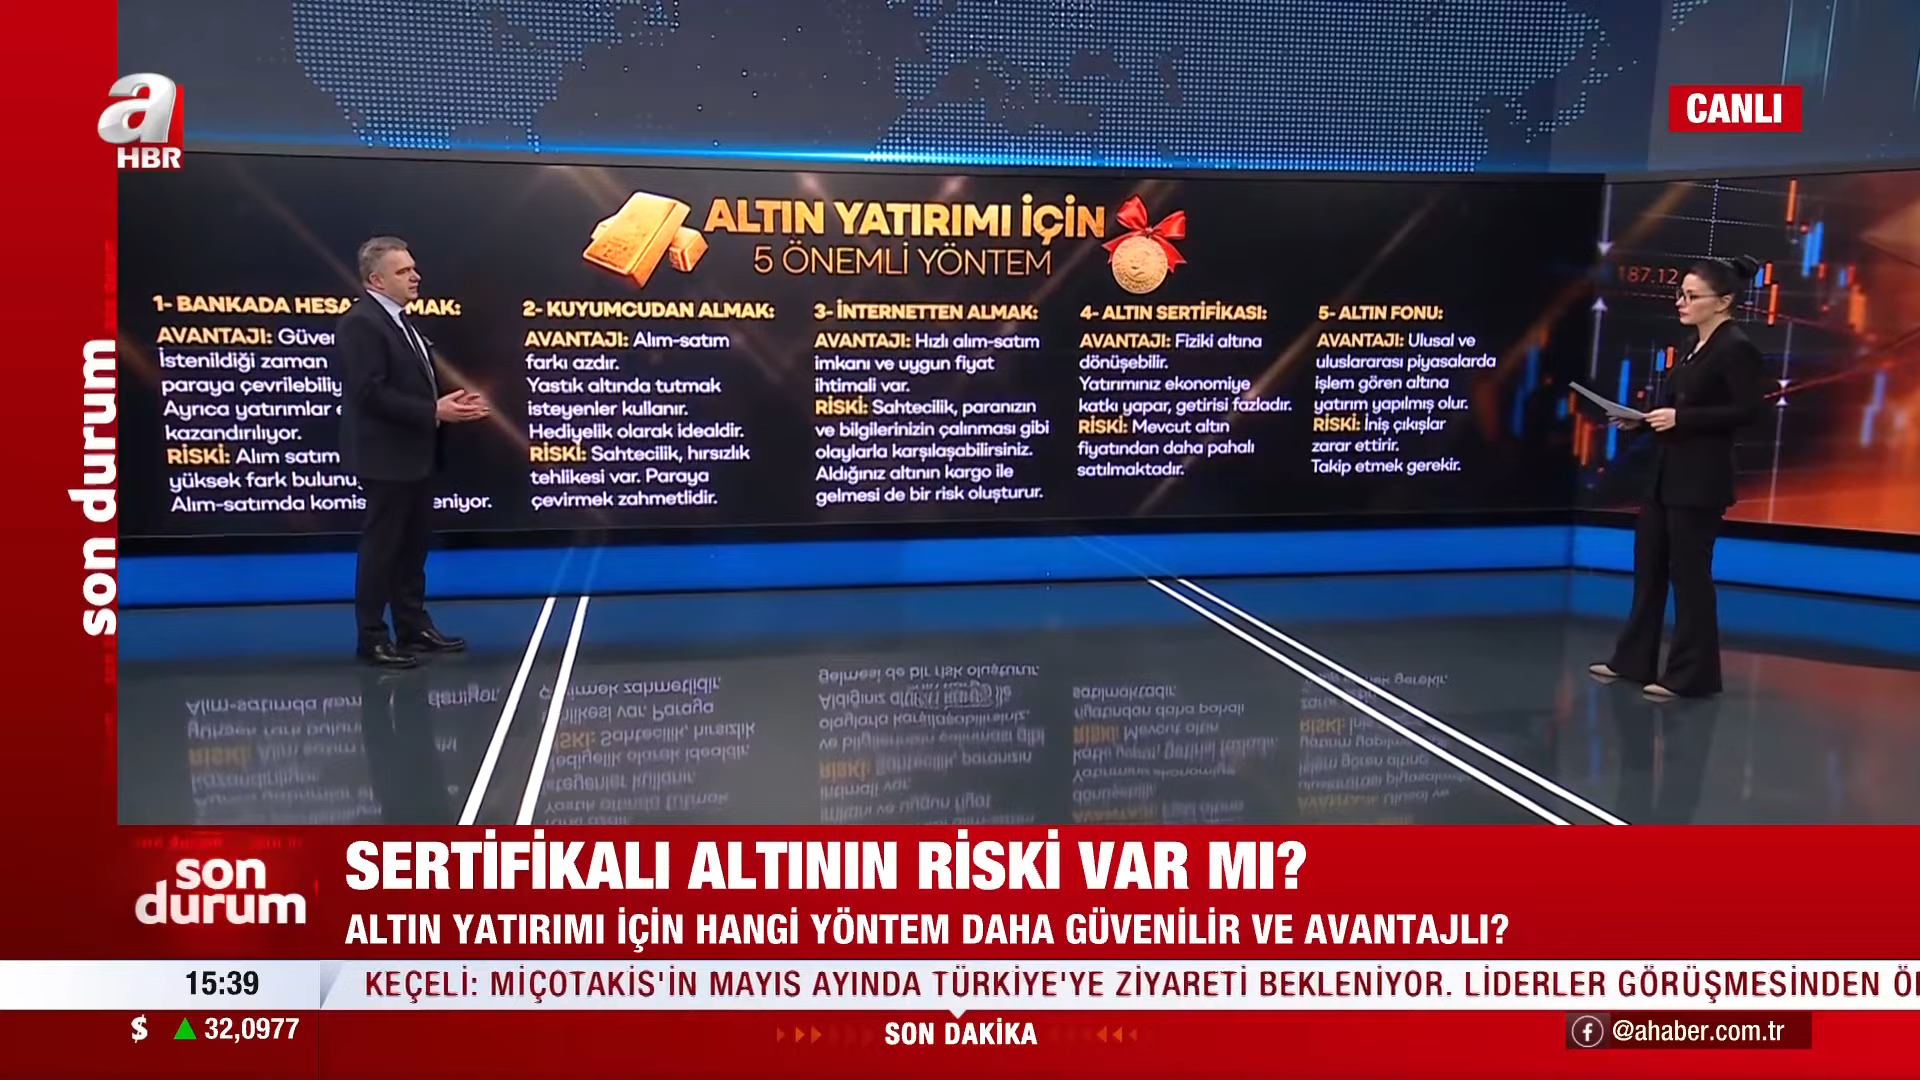 a
HBR
CANLI
son durum
ALTIN YATIRIMI İÇİN
5 ÖNEMLİ YÖNTEM
1- BANKADA HESA MAK:
AVANTAJI: Güve
İstenildiği zaman
paraya çevrilebiliy
Ayrıca yatırımlar
kazandırılıyor.
RİSKİ: Alım satım
yüksek fark bulunu
Alım-satımda komis eniyor.
2- KUYUMCUDAN ALMAK:
AVANTAJI: Alım-satım
farkı azdır.
Yastık altında tutmak
isteyenler kullanır.
Hediyelik olarak idealdir.
RİSKİ: Sahtecilik, hırsızlık
tehlikesi var. Paraya
çevirmek zahmetlidir.
3- İNTERNETTEN ALMAK:
AVANTAJI: Hızlı alım-satım
imkanı ve uygun fiyat
ihtimali var.
RİSKİ: Sahtecilik, paranızın
ve bilgilerinizin çalınması gibi
olaylarla karşılaşabilirsiniz.
Aldığınız altının kargo ile
gelmesi de bir risk oluşturur.
4- ALTIN SERTİFİKASI:
AVANTAJI: Fiziki altına
dönüşebilir.
Yatırımınız ekonomiye
katkı yapar, getirisi fazladır.
RİSKİ: Mevcut altın
fiyatından daha pahalı
satılmaktadır.
5- ALTIN FONU:
AVANTAJI: Ulusal ve
uluslararası piyasalarda
işlem gören altına
yatırım yapılmış olur.
RİSKİ: İniş çıkışlar
zarar ettirir.
Takip etmek gerekir.
187.12
son
durum
SERTİFİKALI ALTININ RİSKİ VAR MI?
ALTIN YATIRIMI İÇİN HANGİ YÖNTEM DAHA GÜVENİLİR VE AVANTAJLI?
15:39
KEÇELİ: MİÇOTAKİS'İN MAYIS AYINDA TÜRKİYE'YE ZİYARETİ BEKLENİYOR. LİDERLER GÖRÜŞMESİNDEN
$ 32,0977
SON DAKİKA
@ahaber.com.tr